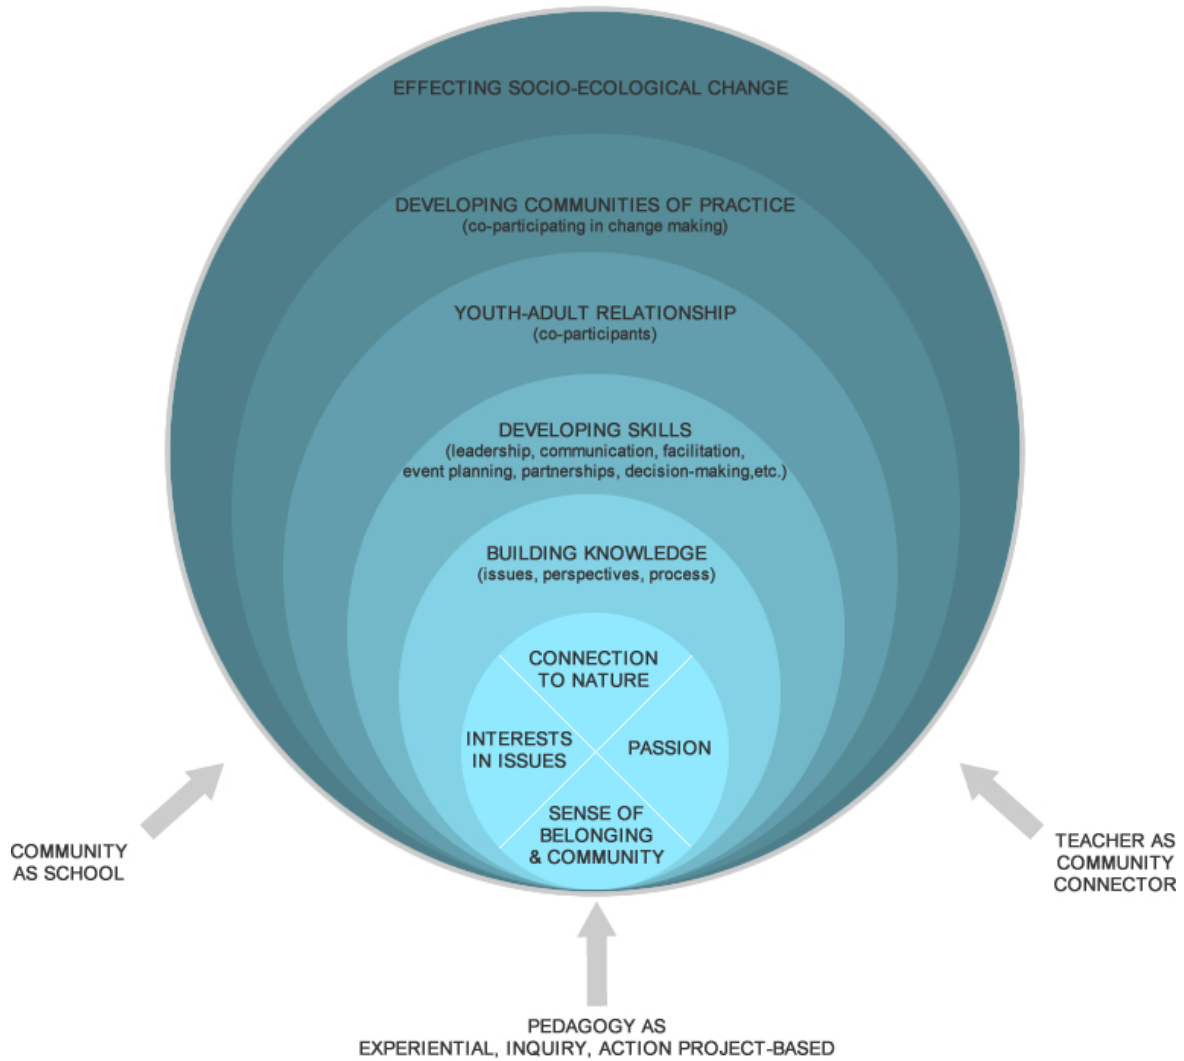 EFFECTING SOCIO-ECOLOGICAL CHANGE
DEVELOPING COMMUNITIES OF PRACTICE
(co-participating in change making)
YOUTH-ADULT RELATIONSHIP
(co-participants)
DEVELOPING SKILLS
(leadership, communication, facilitation,
event planning, partnerships, decision-making,etc.)
BUILDING KNOWLEDGE
(issues, perspectives, process)
CONNECTION
TO NATURE
INTERESTS
IN ISSUES
PASSION
SENSE OF
BELONGING
& COMMUNITY
COMMUNITY
AS SCHOOL
TEACHER AS
COMMUNITY
CONNECTOR
PEDAGOGY AS
EXPERIENTIAL, INQUIRY, ACTION PROJECT-BASED